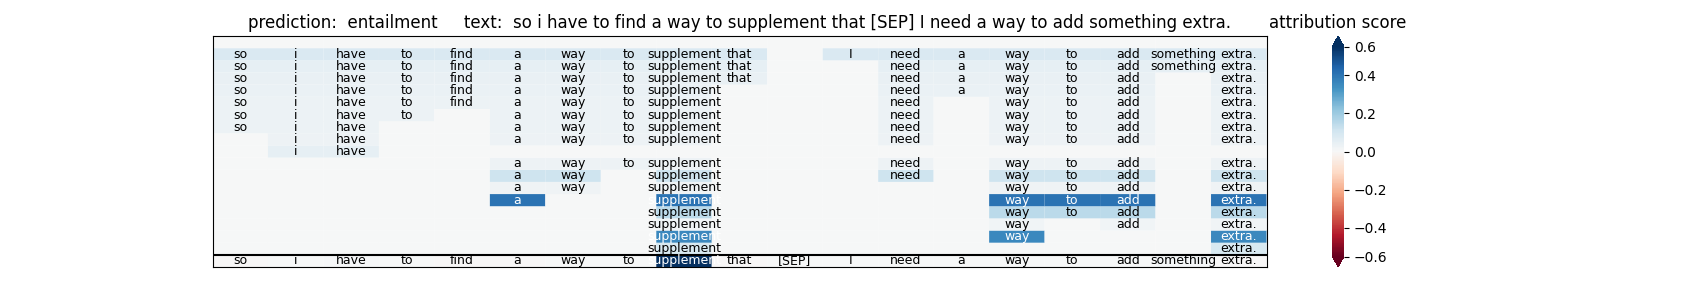 prediction:  entailment     text:  so i have to find a way to supplement that [SEP] I need a way to add something extra.     attribution score
so i have to find a way to supplement that I need a way to add something extra.
so i have to find a way to supplement that need a way to add something extra.
so i have to find a way to supplement that need a way to add extra.
so i have to find a way to supplement need a way to add extra.
so i have to find a way to supplement need way to add extra.
so i have to a way to supplement need way to add extra.
so i have a way to supplement need way to add extra.
i have a way to supplement need way to add extra.
i have
a way to supplement need way to add extra.
a way supplement need way to add extra.
a way supplement way to add extra.
a upplemen way to add extra.
supplement way to add extra.
supplement way add extra.
upplemen way extra.
supplement extra.
so i have to find a way to upplemen that [SEP] I need a way to add something extra.
0.6
0.4
0.2
0.0
−0.2
−0.4
−0.6